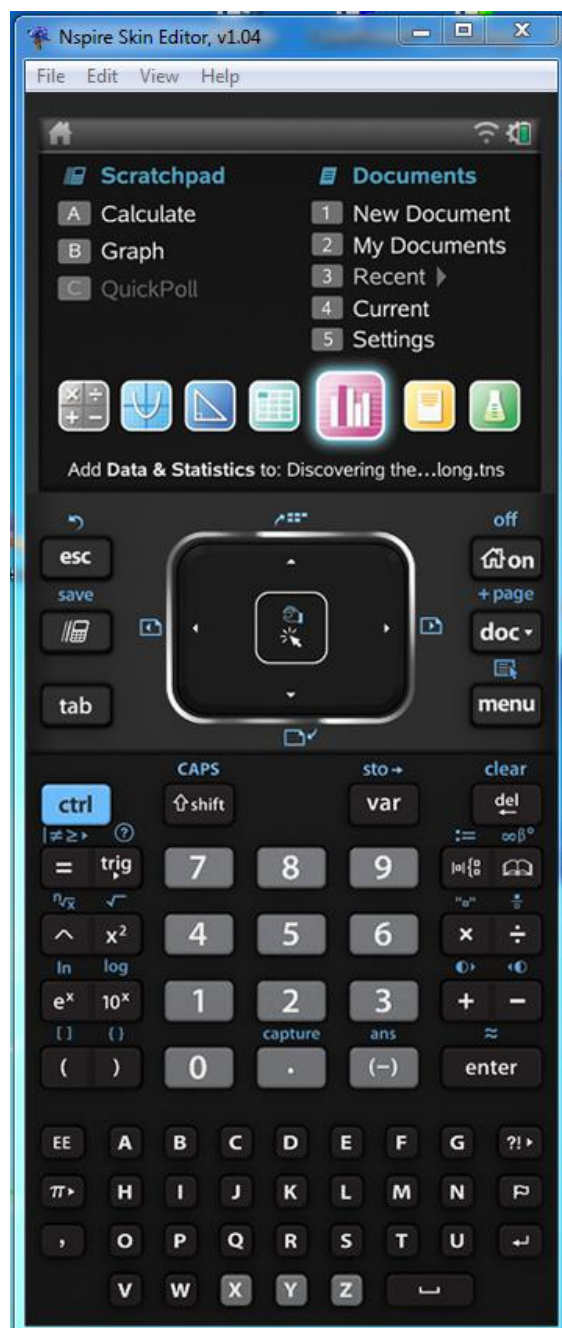 Nspire Skin Editor, v1.04
File Edit View Help
Scratchpad
A Calculate
B Graph
C QuickPoll
Documents
1 New Document
2 My Documents
3 Recent
4 Current
5 Settings
Add Data & Statistics to: Discovering the...long.tns
off
esc on
save + page
doc
tab menu
CAPS sto→ clear
ctrl ⇧shift var del
|≠≥▸ ? := ∞β°
= trig 7 8 9 |□|{
ⁿ√x √ "□"
^ x² 4 5 6 × ÷
ln log
eˣ 10ˣ 1 2 3 + −
[ ] { } capture ans ≈
( ) 0 . (−) enter
EE A B C D E F G ?!▸
π▸ H I J K L M N
, O P Q R S T U ↵
V W X Y Z